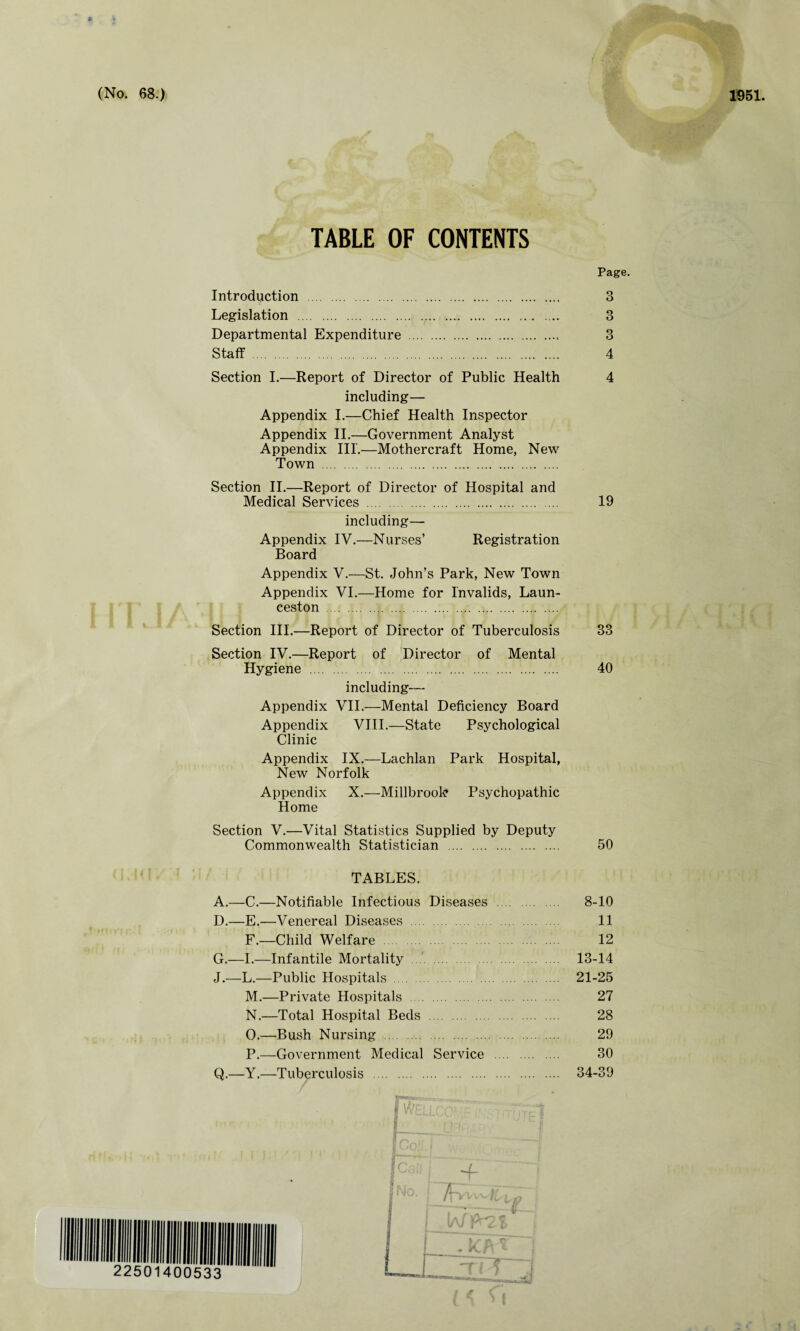 (No. 68.) 1951.
TABLE OF CONTENTS
Page.
Introduction .... .... .... .... .... .... .... .... .... .... .... 3
Legislation .... .... .... .... .... .... .... .... .... .... .... 3
Departmental Expenditure .... .... .... .... .... .... .... 3
Staff .... .... .... .... .... .... .... .... .... .... .... .... 4
Section I.—Report of Director of Public Health 4
including—
Appendix I.—Chief Health Inspector
Appendix II.—Government Analyst
Appendix III.—Mothercraft Home, New
Town .... .... .... .... .... .... .... .... .... .... ....
Section II.—Report of Director of Hospital and
Medical Services .... .... .... .... .... .... .... .... .... 19
including—
Appendix IV.—Nurses' Registration
Board
Appendix V.—St. John's Park, New Town
Appendix VI.—Home for Invalids, Laun-
ceston .... .... .... .... .... .... .... .... .... .... ....
Section III.—Report of Director of Tuberculosis 33
Section IV.—Report of Director of Mental
Hygiene .... .... .... .... .... .... .... .... .... .... .... 40
including—
Appendix VII.—Mental Deficiency Board
Appendix VIII.—State Psychological
Clinic
Appendix IX.—Lachlan Park Hospital,
New Norfolk
Appendix X.—Millbrook Psychopathic
Home
Section V.—Vital Statistics Supplied by Deputy
Commonwealth Statistician .... .... .... .... .... 50
TABLES.
A.—C.—Notifiable Infectious Diseases .... .... .... 8-10
D.—E.—Venereal Diseases .... .... .... .... .... .... .... 11
F.—Child Welfare .... .... .... .... .... .... .... .... 12
G.—I.—Infantile Mortality .... .... .... .... .... .... .... 13-14
J.—L.—Public Hospitals .... .... .... .... .... .... .... .... 21-25
M.—Private Hospitals .... .... .... .... .... .... .... 27
N.—Total Hospital Beds .... .... .... .... .... .... 28
O.—Bush Nursing .... .... .... .... .... .... .... .... 29
P.—Government Medical Service .... .... .... 30
Q.—Y.—Tuberculosis .... .... .... .... .... .... .... .... 34-39
Coll.
Call
No.
22501400533